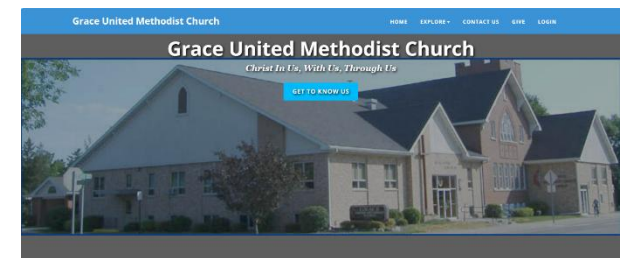 Grace United Methodist Church
HOME EXPLORE CONTACT US GIVE LOGIN
Grace United Methodist Church
Christ In Us, With Us, Through Us
GET TO KNOW US